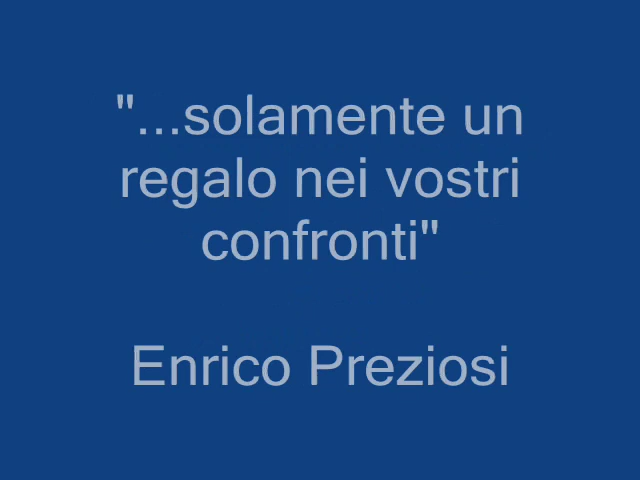 "...solamente un
regalo nei vostri
confronti"
Enrico Preziosi